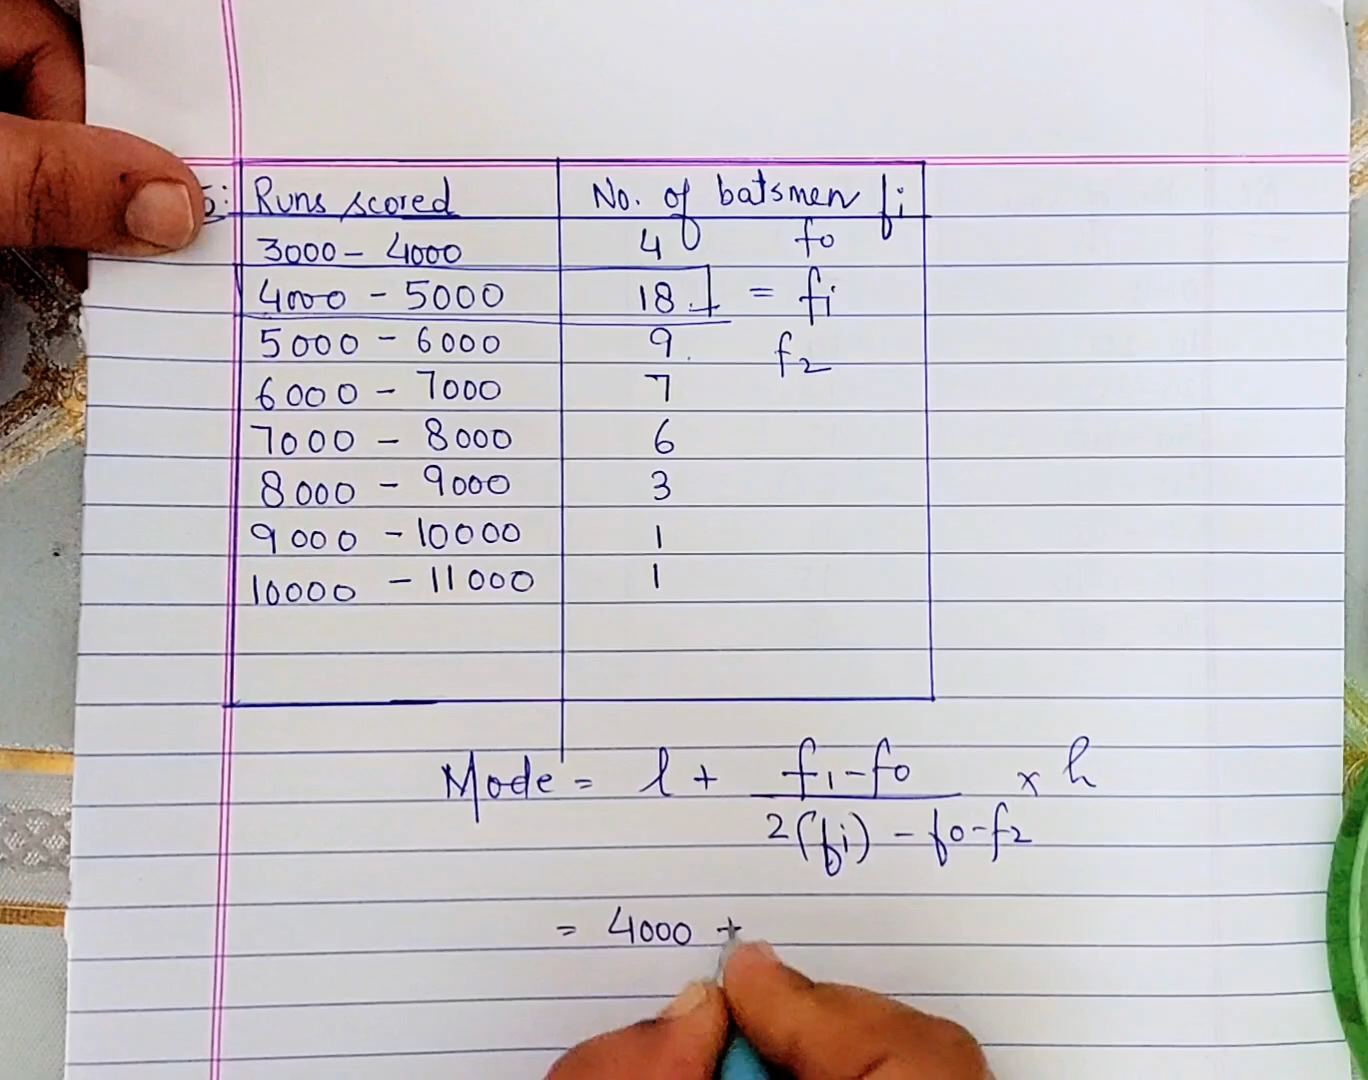 5: Runs scored No. of batsmen fi
3000 - 4000 4 f0
4000 - 5000 18 = fi
5000 - 6000 9 f2
6000 - 7000 7
7000 - 8000 6
8000 - 9000 3
9000 - 10000 1
10000 - 11000 1
Mode = l + f1-f0 x h
2(fi) - f0-f2
= 4000 +